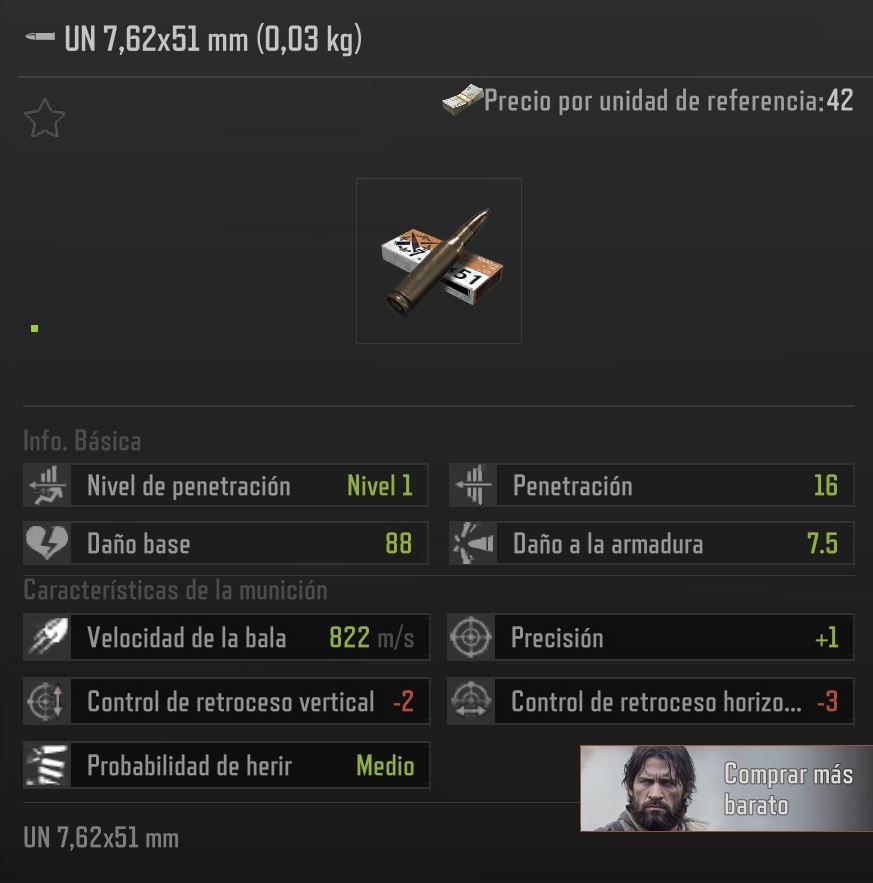 UN 7,62x51 mm (0,03 kg)
Precio por unidad de referencia:42
51
Info. Básica
Nivel de penetración Nivel 1
Penetración 16
Daño base 88
Daño a la armadura 7.5
Características de la munición
Velocidad de la bala 822 m/s
Precisión +1
Control de retroceso vertical -2
Control de retroceso horizo... -3
Probabilidad de herir Medio
Comprar más
barato
UN 7,62x51 mm